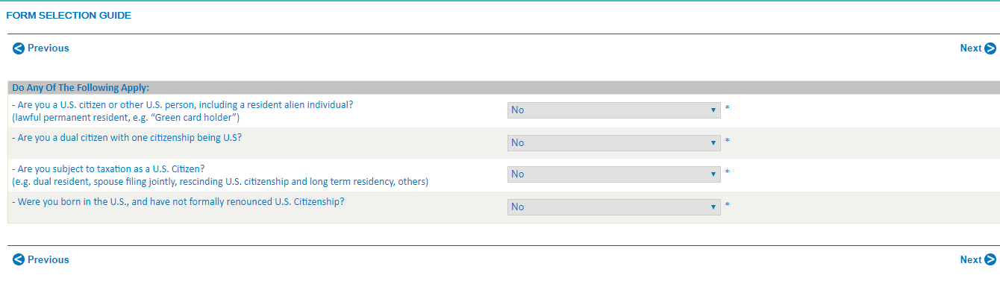 FORM SELECTION GUIDE
Previous
Next
Do Any Of The Following Apply:
- Are you a U.S. citizen or other U.S. person, including a resident alien individual?
(lawful permanent resident, e.g. “Green card holder”)
No
*
- Are you a dual citizen with one citizenship being U.S?
No
*
- Are you subject to taxation as a U.S. Citizen?
(e.g. dual resident, spouse filing jointly, rescinding U.S. citizenship and long term residency, others)
No
*
- Were you born in the U.S., and have not formally renounced U.S. Citizenship?
No
*
Previous
Next